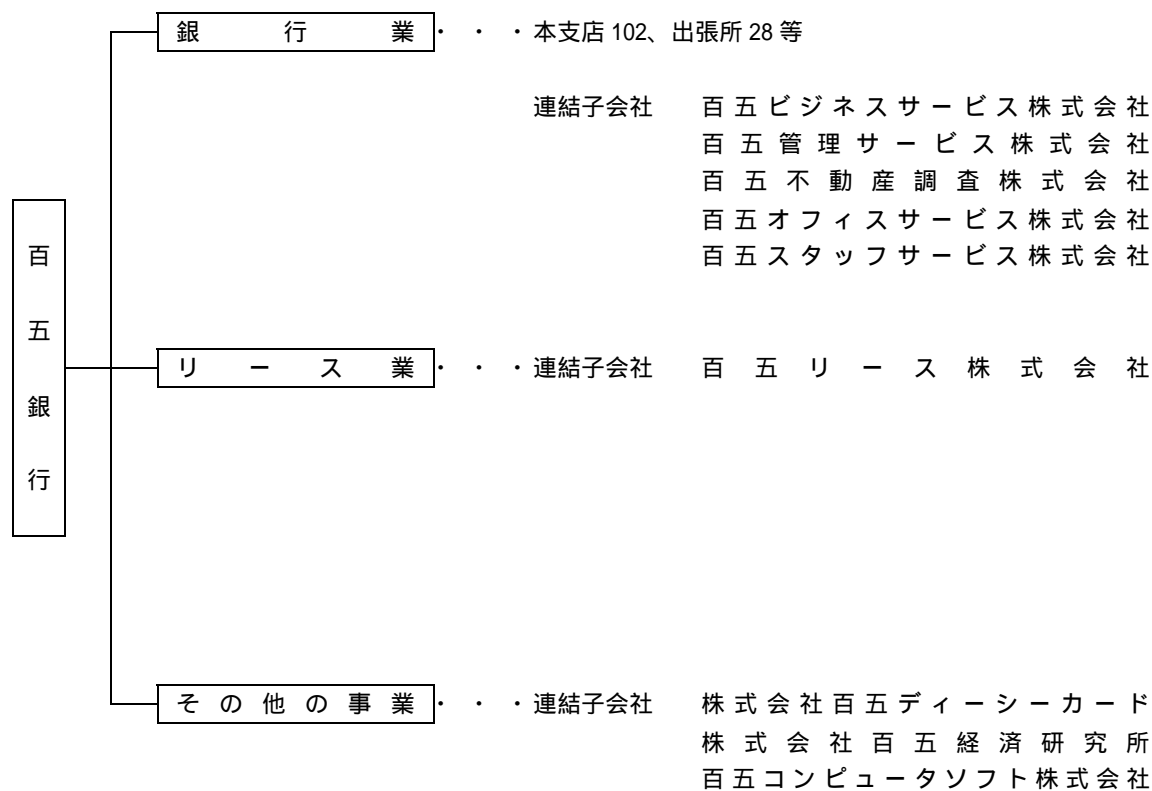 百五銀行
銀行業・・・本支店 102、出張所 28 等
連結子会社 百五ビジネスサービス株式会社
百五管理サービス株式会社
百五不動産調査株式会社
百五オフィスサービス株式会社
百五スタッフサービス株式会社
リース業・・・連結子会社 百五リース株式会社
その他の事業・・・連結子会社 株式会社百五ディーシーカード
株式会社百五経済研究所
百五コンピュータソフト株式会社